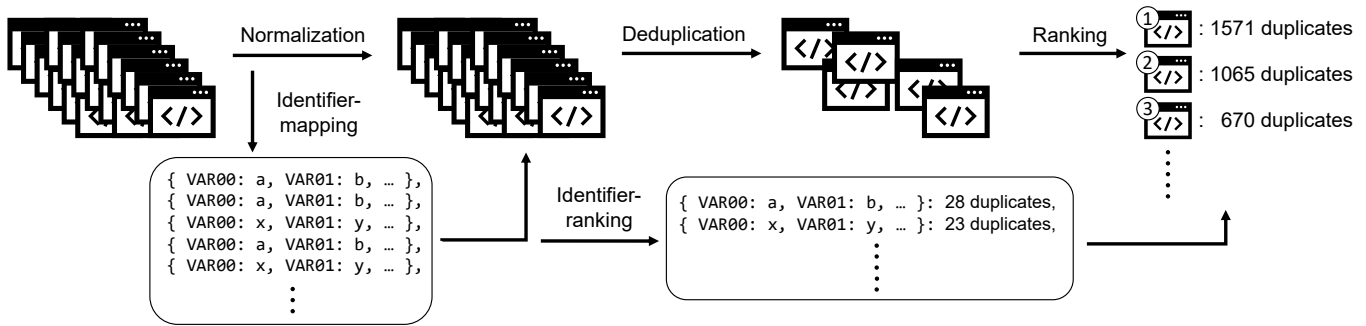 Normalization
Deduplication
Ranking
1
</>
: 1571 duplicates
2
</>
: 1065 duplicates
3
</>
: 670 duplicates
</>
</>
</>
</>
</>
</>
</>
Identifier-
mapping
{ VAR00: a, VAR01: b, … },
{ VAR00: a, VAR01: b, … },
{ VAR00: x, VAR01: y, … },
{ VAR00: a, VAR01: b, … },
{ VAR00: x, VAR01: y, … },
Identifier-
ranking
{ VAR00: a, VAR01: b, … }: 28 duplicates,
{ VAR00: x, VAR01: y, … }: 23 duplicates,